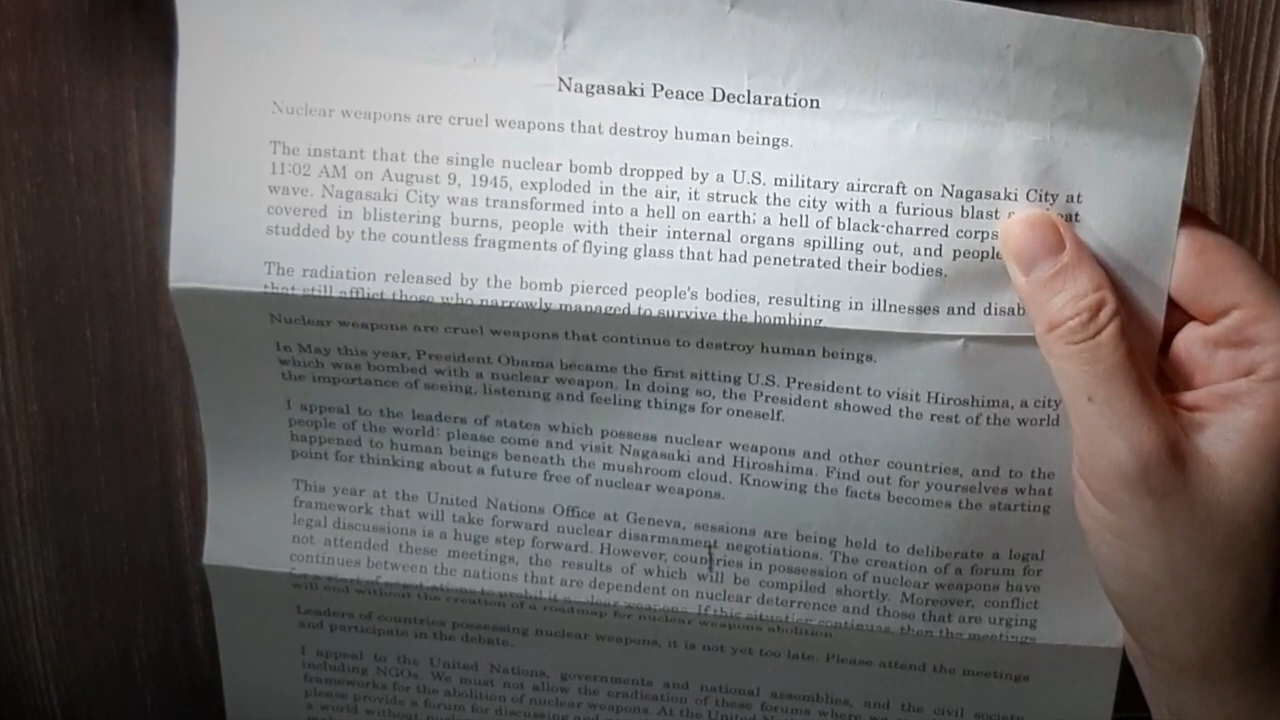 Nagasaki Peace Declaration
Nuclear weapons are cruel weapons that destroy human beings.
The instant that the single nuclear bomb dropped by a U.S. military aircraft on Nagasaki City at
11:02 AM on August 9, 1945, exploded in the air, it struck the city with a furious blast
wave. Nagasaki City was transformed into a hell on earth: a hell of black-charred
covered in blistering burns, people with their internal organs spilling out, and people
studded by the countless fragments of flying glass that had penetrated their bodies.
The radiation released by the bomb pierced people's bodies, resulting in illnesses and
that still afflict those who narrowly managed to survive the bombing.
Nuclear weapons are cruel weapons that continue to destroy human beings.
In May this year, President Obama became the first sitting U.S. President to visit Hiroshima, a city
which was bombed with a nuclear weapon. In doing so, the President showed the rest of the world
the importance of seeing, listening and feeling things for oneself.
I appeal to the leaders of states which possess nuclear weapons and other countries, and to the
people of the world: please come and visit Nagasaki and Hiroshima. Find out for yourselves what
happened to human beings beneath the mushroom cloud. Knowing the facts becomes the starting
point for thinking about a future free of nuclear weapons.
This year at the United Nations Office at Geneva, sessions are being held to deliberate a legal
framework that will take forward nuclear disarmament negotiations. The creation of a forum for
legal discussions is a huge step forward. However, countries in possession of nuclear weapons have
not attended these meetings, the results of which will be compiled shortly. Moreover, conflict
continues between the nations that are dependent on nuclear deterrence and those that are urging
for a start of negotiations to prohibit nuclear weapons. If this situation continues, then the meetings
will end without the creation of a roadmap for nuclear weapons abolition.
Leaders of countries possessing nuclear weapons, it is not yet too late. Please attend the meetings
and participate in the debate.
I appeal to the United Nations, governments and national assemblies, and the civil society
including NGOs. We must not allow the eradication of these forums where we
frameworks for the abolition of nuclear weapons. At the United
please provide a forum for discussing and
a world without